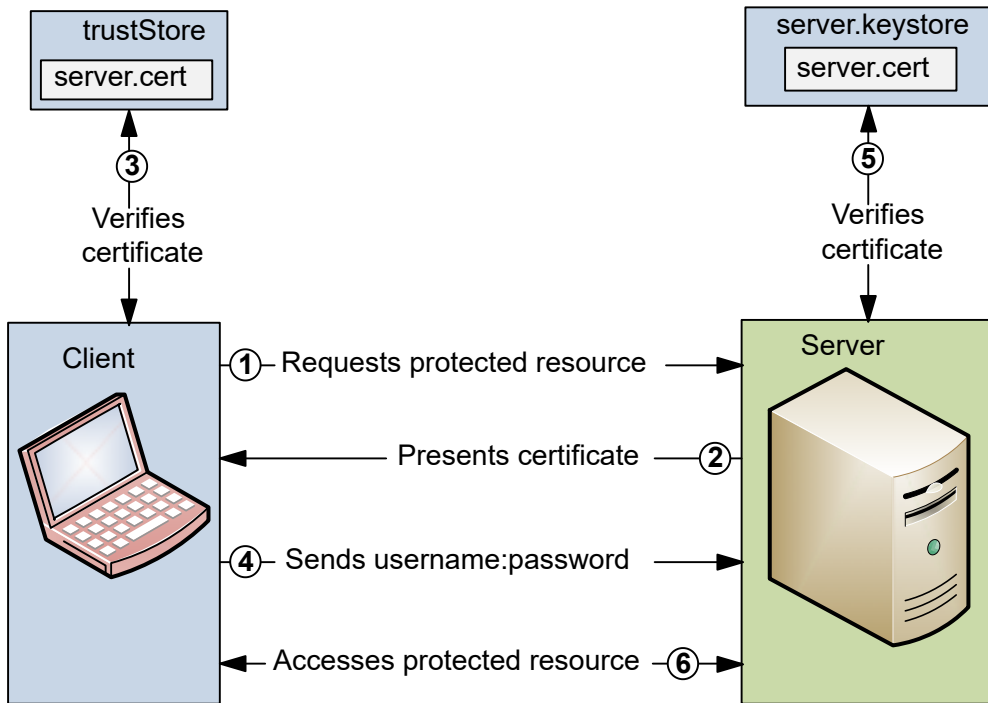 trustStore
server.cert
server.keystore
server.cert
3
Verifies
certificate
5
Verifies
certificate
Client
Server
1 Requests protected resource
Presents certificate 2
4 Sends username:password
Accesses protected resource 6